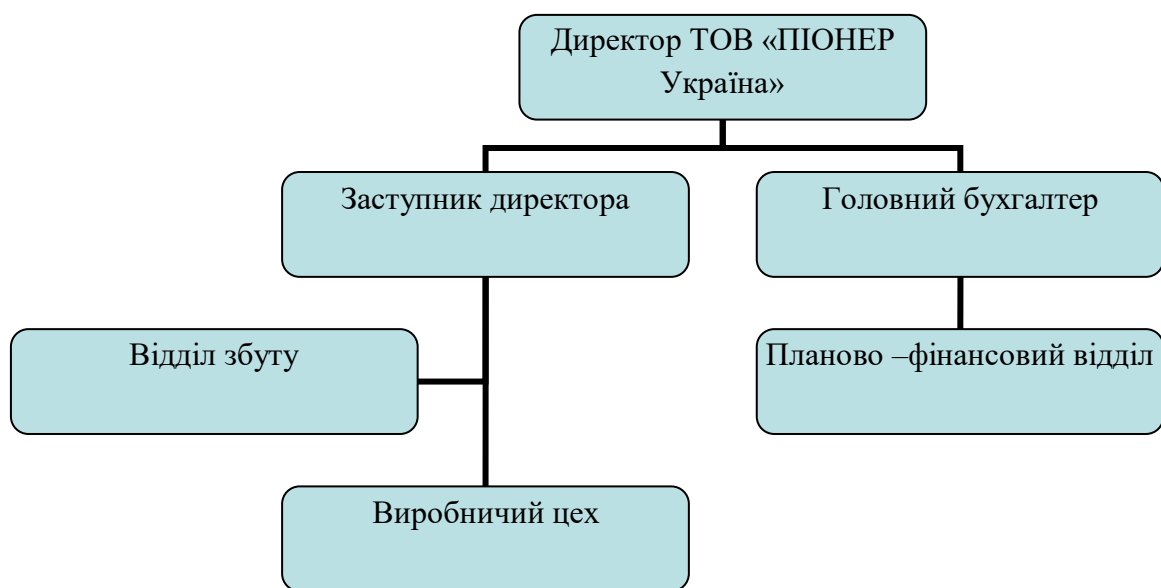 Директор ТОВ «ПІОНЕР
Україна»
Заступник директора
Головний бухгалтер
Відділ збуту
Планово –фінансовий відділ
Виробничий цех